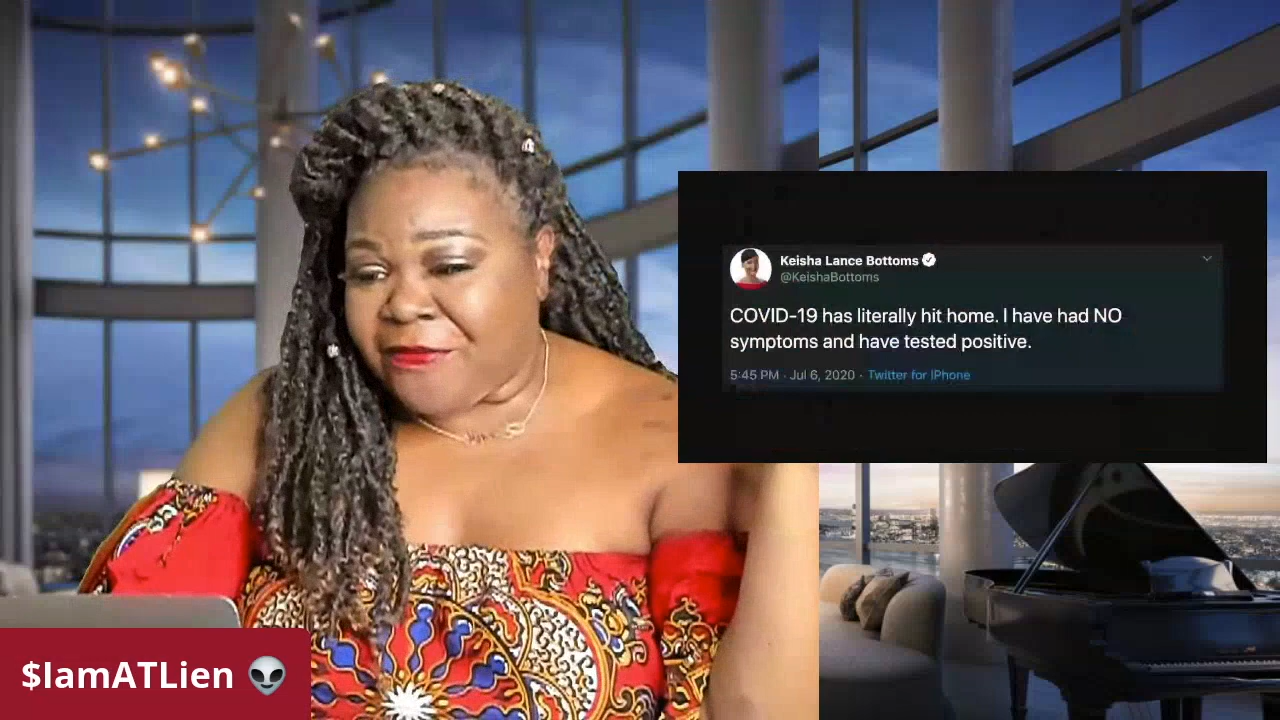 Keisha Lance Bottoms
@KeishaBottoms
COVID-19 has literally hit home. I have had NO
symptoms and have tested positive.
5:45 PM · Jul 6, 2020 · Twitter for iPhone
$IamATLien 👽